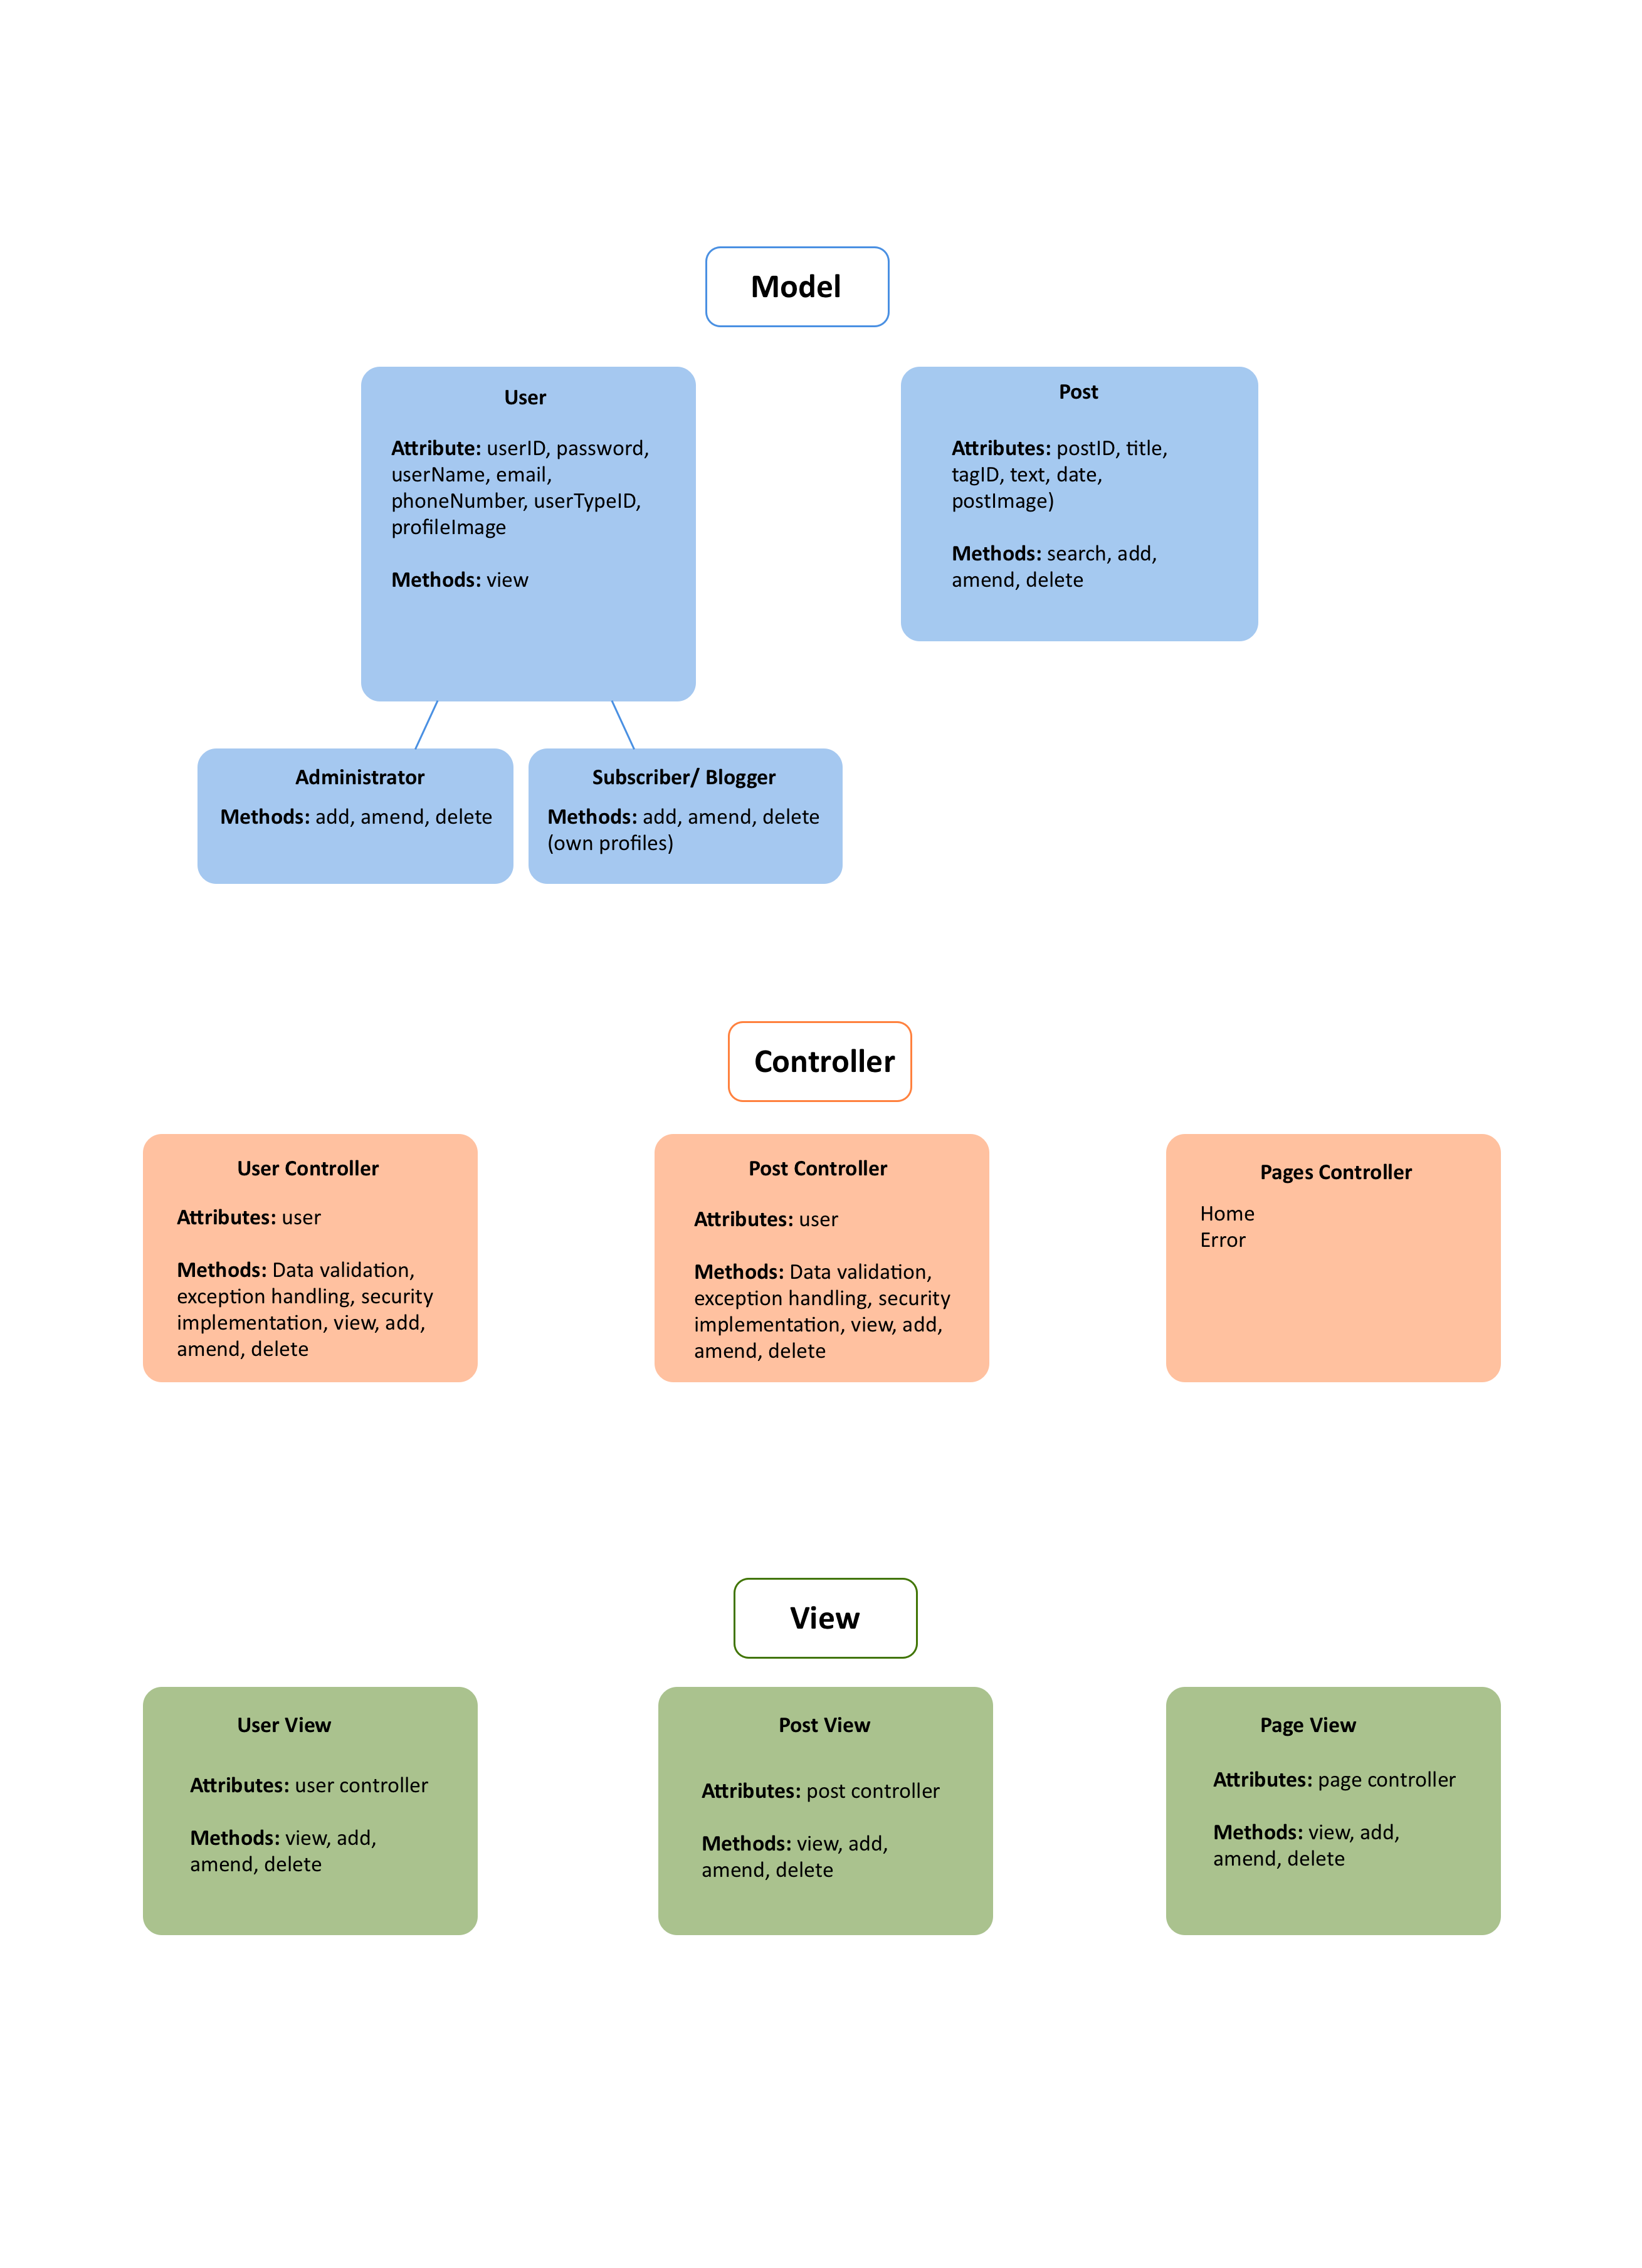 Model
User
Attribute: userID, password,
userName, email,
phoneNumber, userTypeID,
profileImage
Methods: view
Post
Attributes: postID, title,
tagID, text, date,
postImage)
Methods: search, add,
amend, delete
Administrator
Methods: add, amend, delete
Subscriber/ Blogger
Methods: add, amend, delete
(own profiles)
Controller
User Controller
Attributes: user
Methods: Data validation,
exception handling, security
implementation, view, add,
amend, delete
Post Controller
Attributes: user
Methods: Data validation,
exception handling, security
implementation, view, add,
amend, delete
Pages Controller
Home
Error
View
User View
Attributes: user controller
Methods: view, add,
amend, delete
Post View
Attributes: post controller
Methods: view, add,
amend, delete
Page View
Attributes: page controller
Methods: view, add,
amend, delete